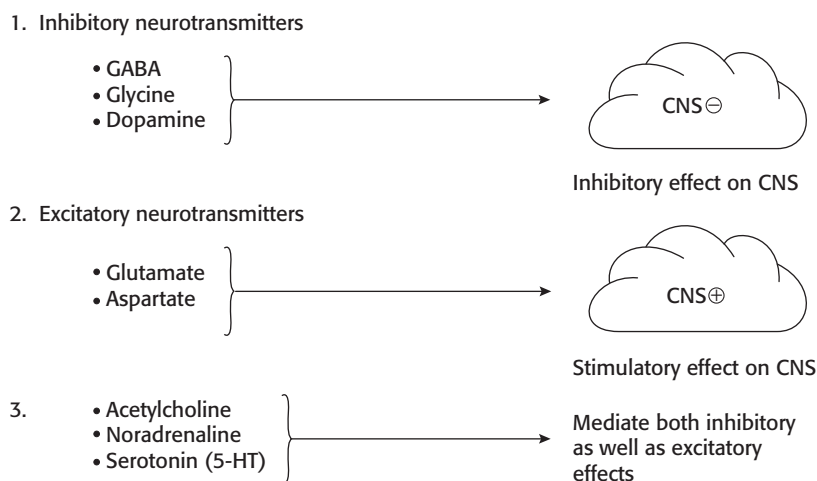 1. Inhibitory neurotransmitters
• GABA
• Glycine
• Dopamine
CNS⊖
Inhibitory effect on CNS
2. Excitatory neurotransmitters
• Glutamate
• Aspartate
CNS⊕
Stimulatory effect on CNS
3.
• Acetylcholine
• Noradrenaline
• Serotonin (5-HT)
Mediate both inhibitory
as well as excitatory
effects